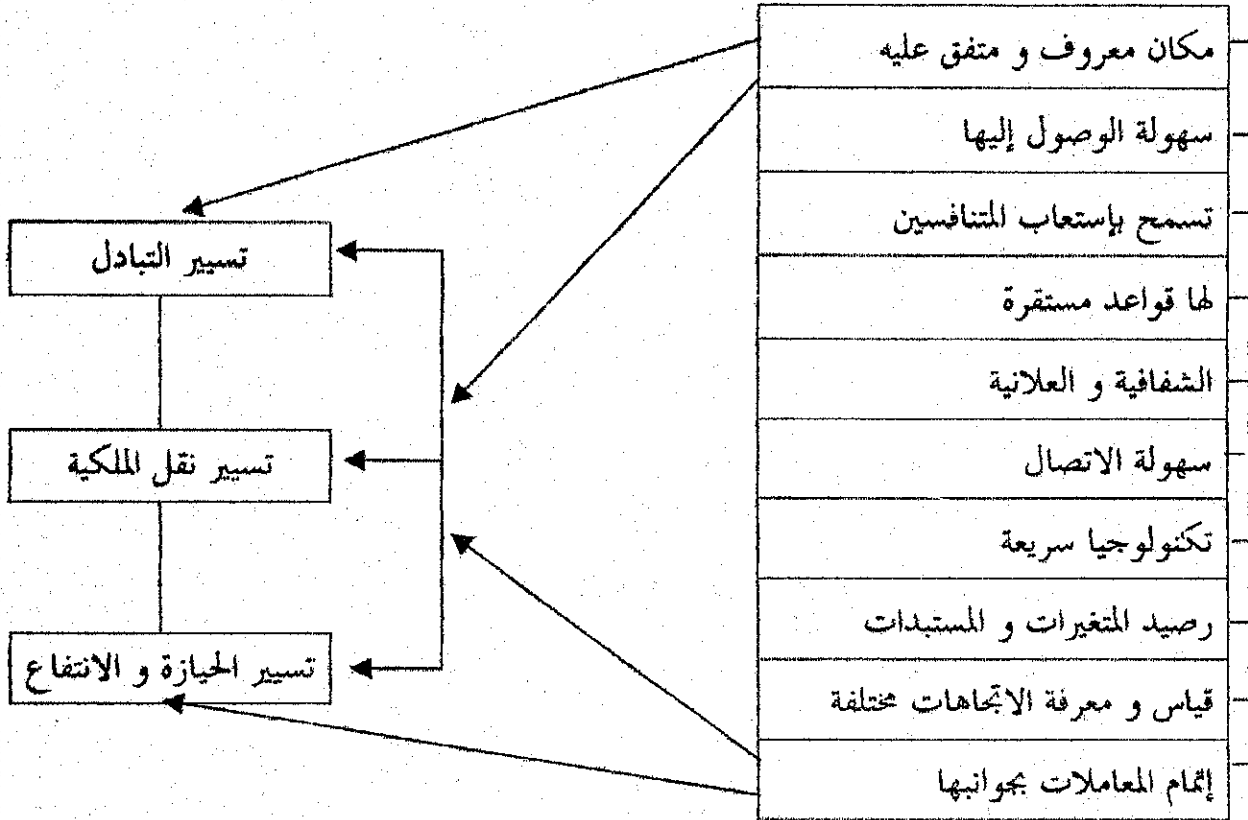 مكان معروف و متفق عليه
سهولة الوصول إليها
تسمح بإستعاب المتنافسين
لها قواعد مستقرة
الشفافية و العلانية
سهولة الاتصال
تكنولوجيا سريعة
رصيد المتغيرات و المستبدات
قياس و معرفة الاتجاهات مختلفة
إتمام المعاملات بجوانبها
تسيير التبادل
تسيير نقل الملكية
تسيير الحيازة و الانتفاع